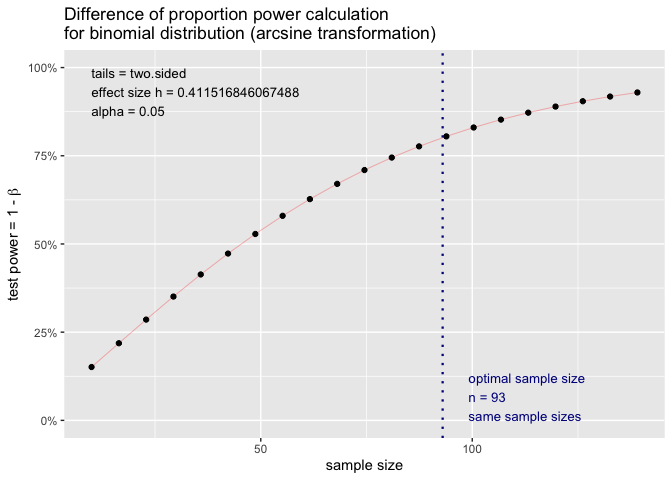 Difference of proportion power calculation
for binomial distribution (arcsine transformation)
100%
75%
50%
25%
0%
test power = 1 - β
tails = two.sided
effect size h = 0.411516846067488
alpha = 0.05
optimal sample size
n = 93
same sample sizes
50
100
sample size